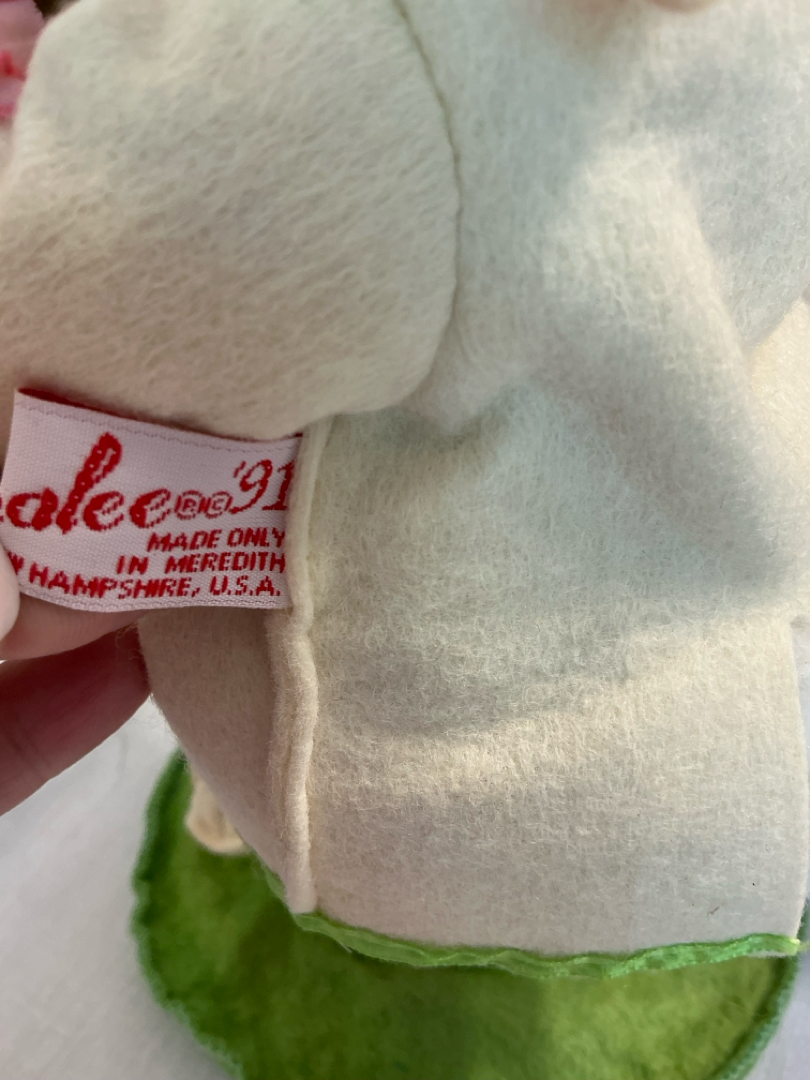 alee ®© '91
MADE ONLY
IN MEREDITH
HAMPSHIRE, U.S.A.